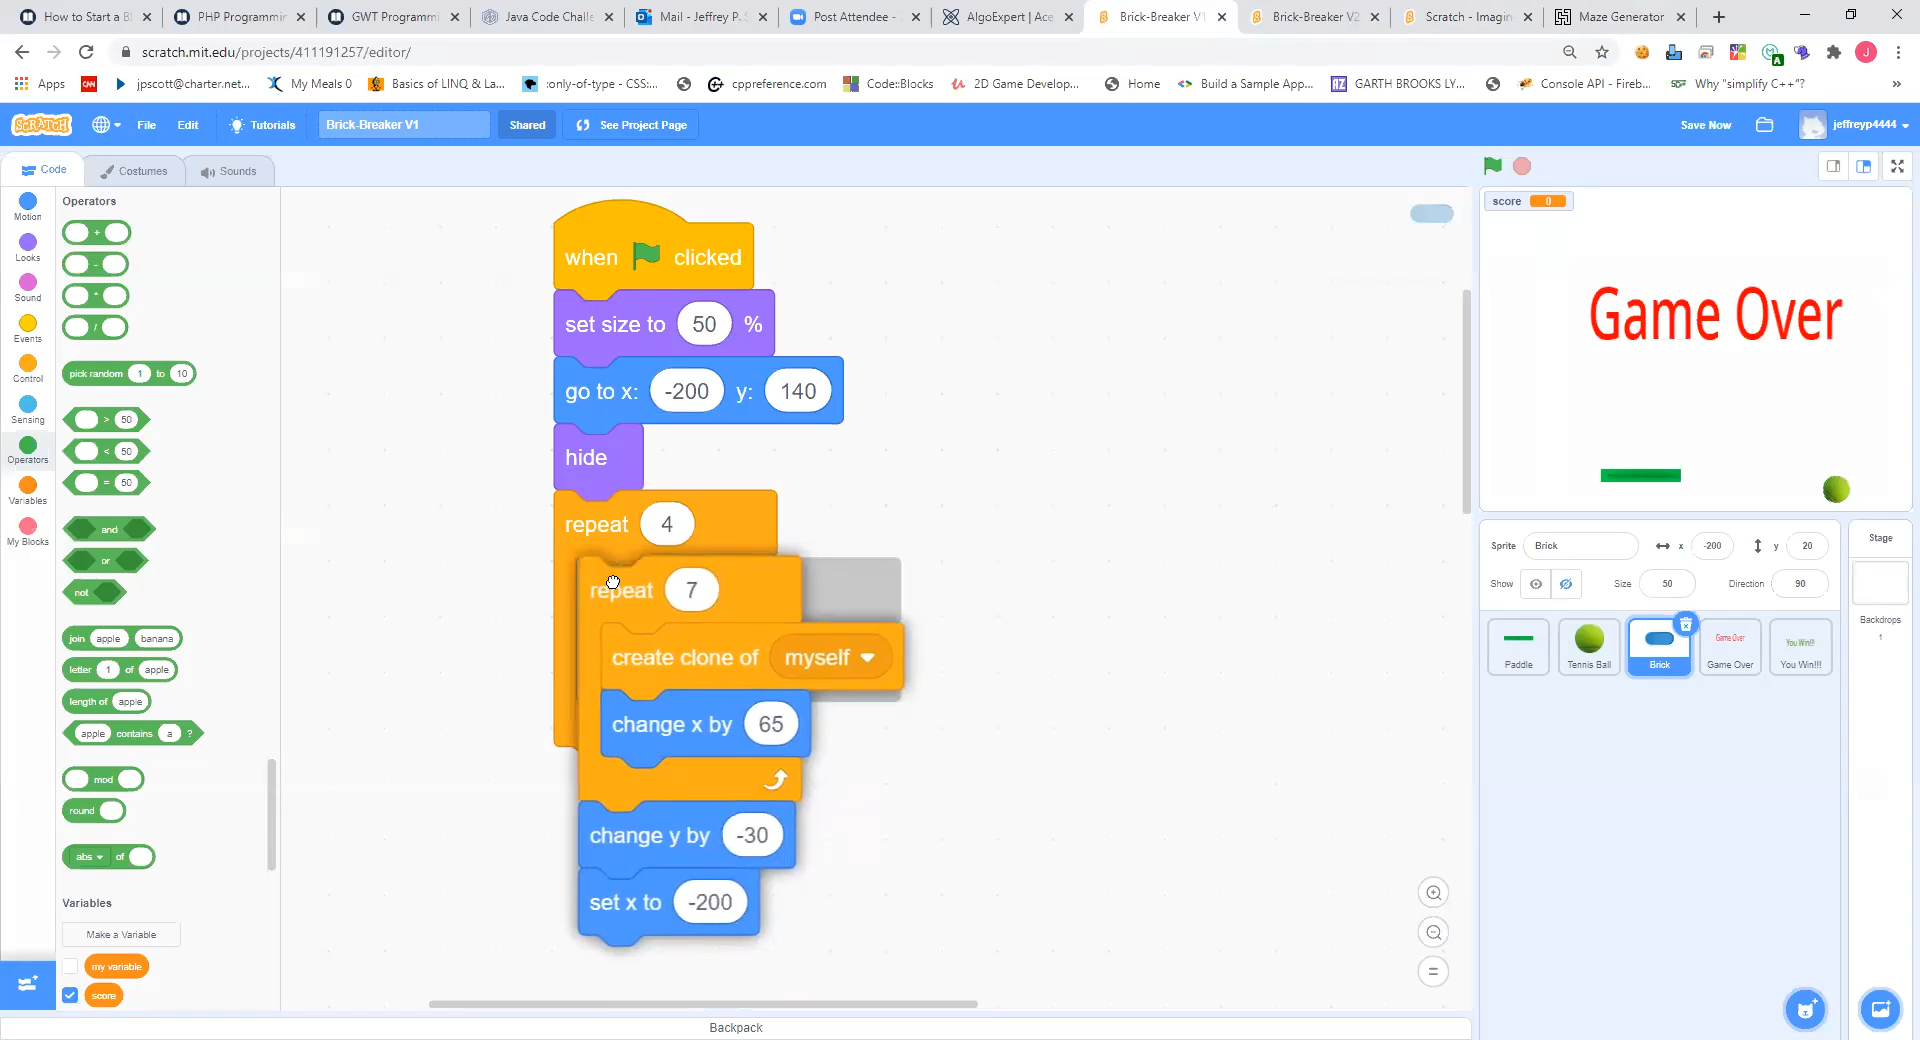 How to Start a B
PHP Programmin
GWT Programmi
Java Code Challe
Mail - Jeffrey P. S
Post Attendee -
AlgoExpert | Ace
Brick-Breaker V1
Brick-Breaker V2
Scratch - Imagin
Maze Generator
scratch.mit.edu/projects/411191257/editor/
Apps
CNN
jpscott@charter.net...
My Meals 0
Basics of LINQ & La...
:only-of-type - CSS:...
cppreference.com
Code::Blocks
2D Game Develop...
Home
Build a Sample App...
GARTH BROOKS LY...
Console API - Fireb...
Why "simplify C++"?
»
SCRATCH
File
Edit
Tutorials
Brick-Breaker V1
Shared
See Project Page
Save Now
jeffreyp4444
Code
Costumes
Sounds
Motion
Looks
Sound
Events
Control
Sensing
Operators
Variables
My Blocks
Operators
+
-
*
/
pick random 1 to 10
> 50
< 50
= 50
and
or
not
join apple banana
letter 1 of apple
length of apple
apple contains a ?
mod
round
abs of
Variables
Make a Variable
my variable
score
when clicked
set size to 50 %
go to x: -200 y: 140
hide
repeat 4
repeat 7
create clone of myself
change x by 65
change y by -30
set x to -200
Backpack
score 0
Game Over
Sprite Brick
x -200
y 20
Show
Size 50
Direction 90
Paddle
Tennis Ball
Brick
Game Over
Game Over
You Win!!!
You Win!!!
Stage
Backdrops
1